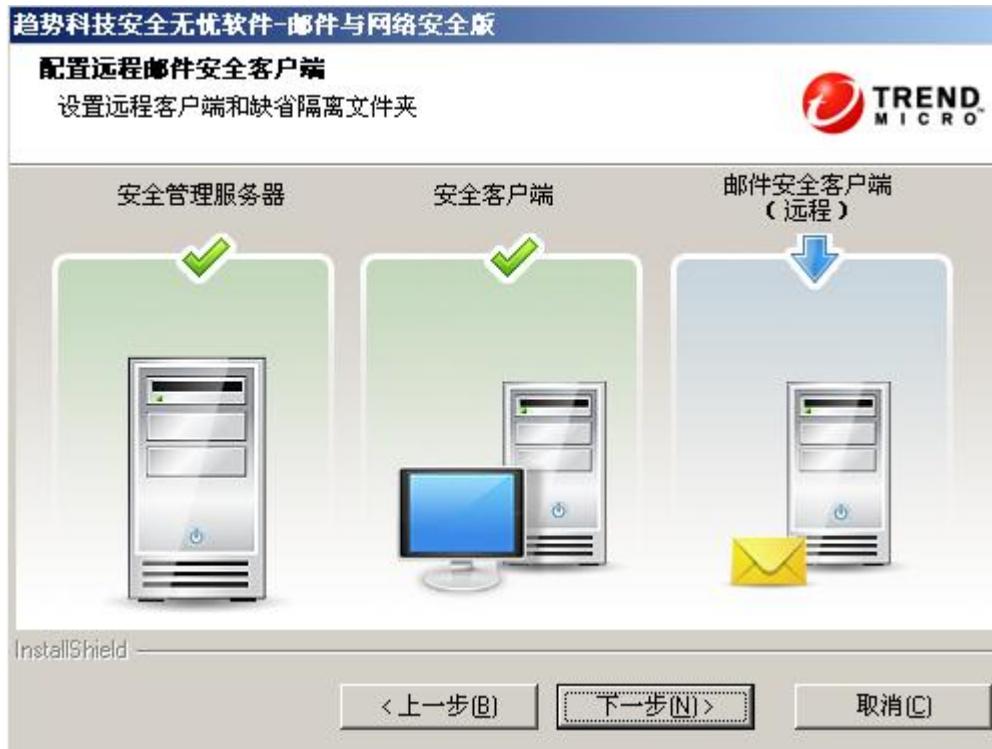 趋势科技安全无忧软件-邮件与网络安全版
配置远程邮件安全客户端
设置远程客户端和缺省隔离文件夹
TREND
MICRO
安全管理服务器
安全客户端
邮件安全客户端
(远程)
InstallShield
<上一步(B)
下一步(N)>
取消(C)